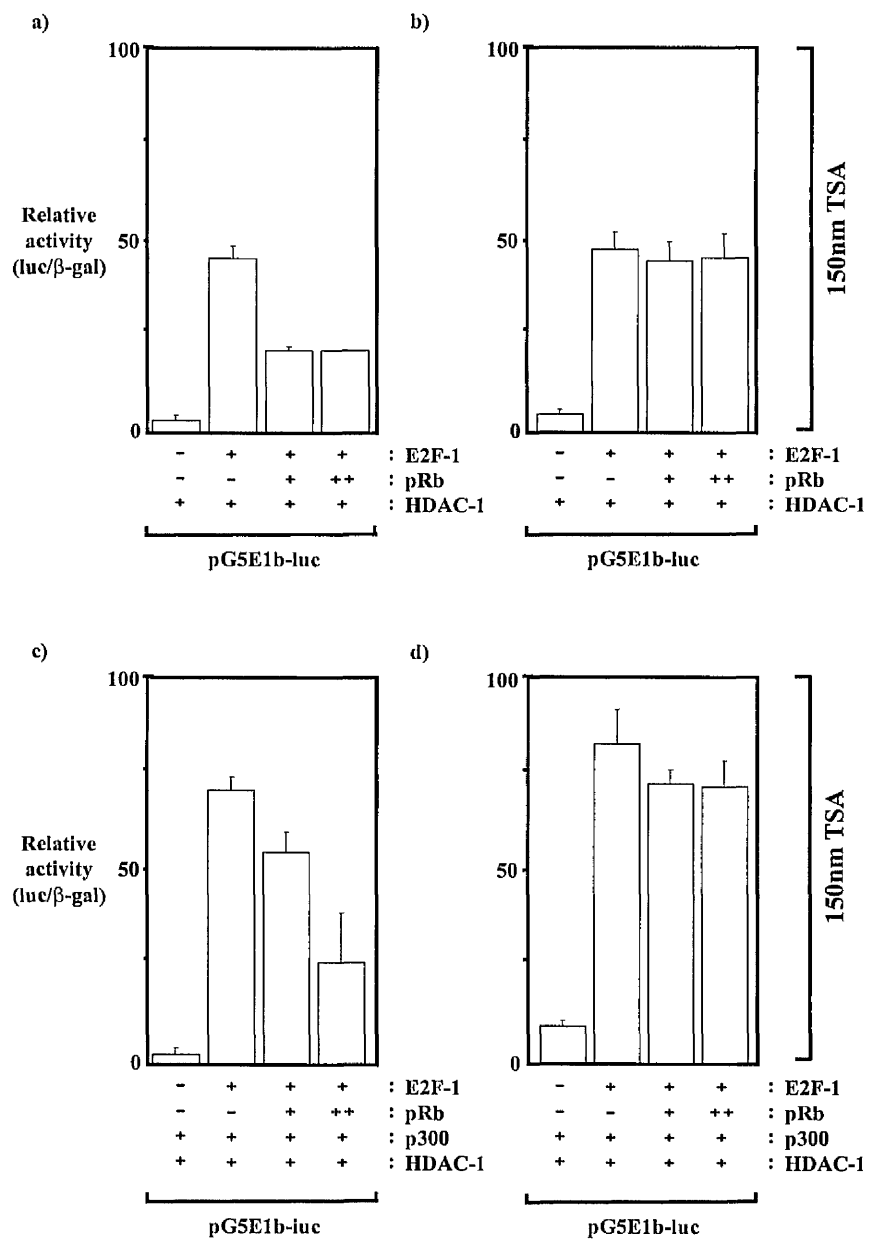 a)
b)
100
50
0
Relative
activity
(luc/β-gal)
- + + + : E2F-1
- - + ++ : pRb
+ + + + : HDAC-1
pG5E1b-luc
100
50
0
150nm TSA
- + + + : E2F-1
- - + ++ : pRb
+ + + + : HDAC-1
pG5E1b-luc
c)
d)
100
50
0
Relative
activity
(luc/β-gal)
- + + + : E2F-1
- - + ++ : pRb
+ + + + : p300
+ + + + : HDAC-1
pG5E1b-luc
100
50
0
150nm TSA
- + + + : E2F-1
- - + ++ : pRb
+ + + + : p300
+ + + + : HDAC-1
pG5E1b-luc